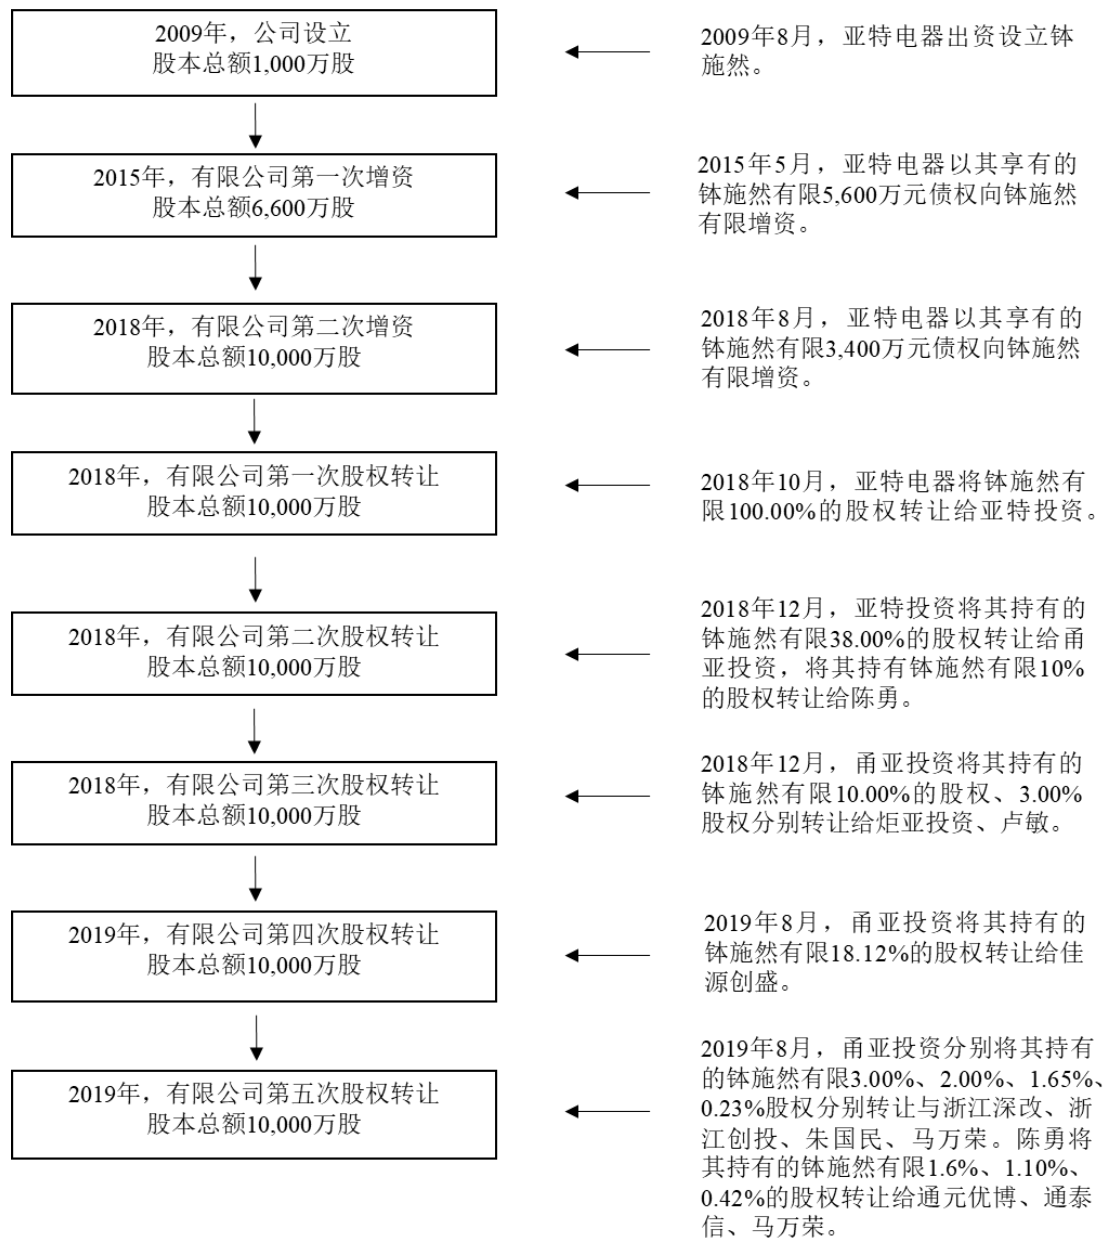 2009年，公司设立
股本总额1,000万股
2009年8月，亚特电器出资设立钵
施然。
2015年，有限公司第一次增资
股本总额6,600万股
2015年5月，亚特电器以其享有的
钵施然有限5,600万元债权向钵施然
有限增资。
2018年，有限公司第二次增资
股本总额10,000万股
2018年8月，亚特电器以其享有的
钵施然有限3,400万元债权向钵施然
有限增资。
2018年，有限公司第一次股权转让
股本总额10,000万股
2018年10月，亚特电器将钵施然有
限100.00%的股权转让给亚特投资。
2018年，有限公司第二次股权转让
股本总额10,000万股
2018年12月，亚特投资将其持有的
钵施然有限38.00%的股权转让给甬
亚投资，将其持有钵施然有限10%
的股权转让给陈勇。
2018年，有限公司第三次股权转让
股本总额10,000万股
2018年12月，甬亚投资将其持有的
钵施然有限10.00%的股权、3.00%
股权分别转让给炬亚投资、卢敏。
2019年，有限公司第四次股权转让
股本总额10,000万股
2019年8月，甬亚投资将其持有的
钵施然有限18.12%的股权转让给佳
源创盛。
2019年，有限公司第五次股权转让
股本总额10,000万股
2019年8月，甬亚投资分别将其持有
的钵施然有限3.00%、2.00%、1.65%、
0.23%股权分别转让与浙江深改、浙
江创投、朱国民、马万荣。陈勇将
其持有的钵施然有限1.6%、1.10%、
0.42%的股权转让给通元优博、通泰
信、马万荣。